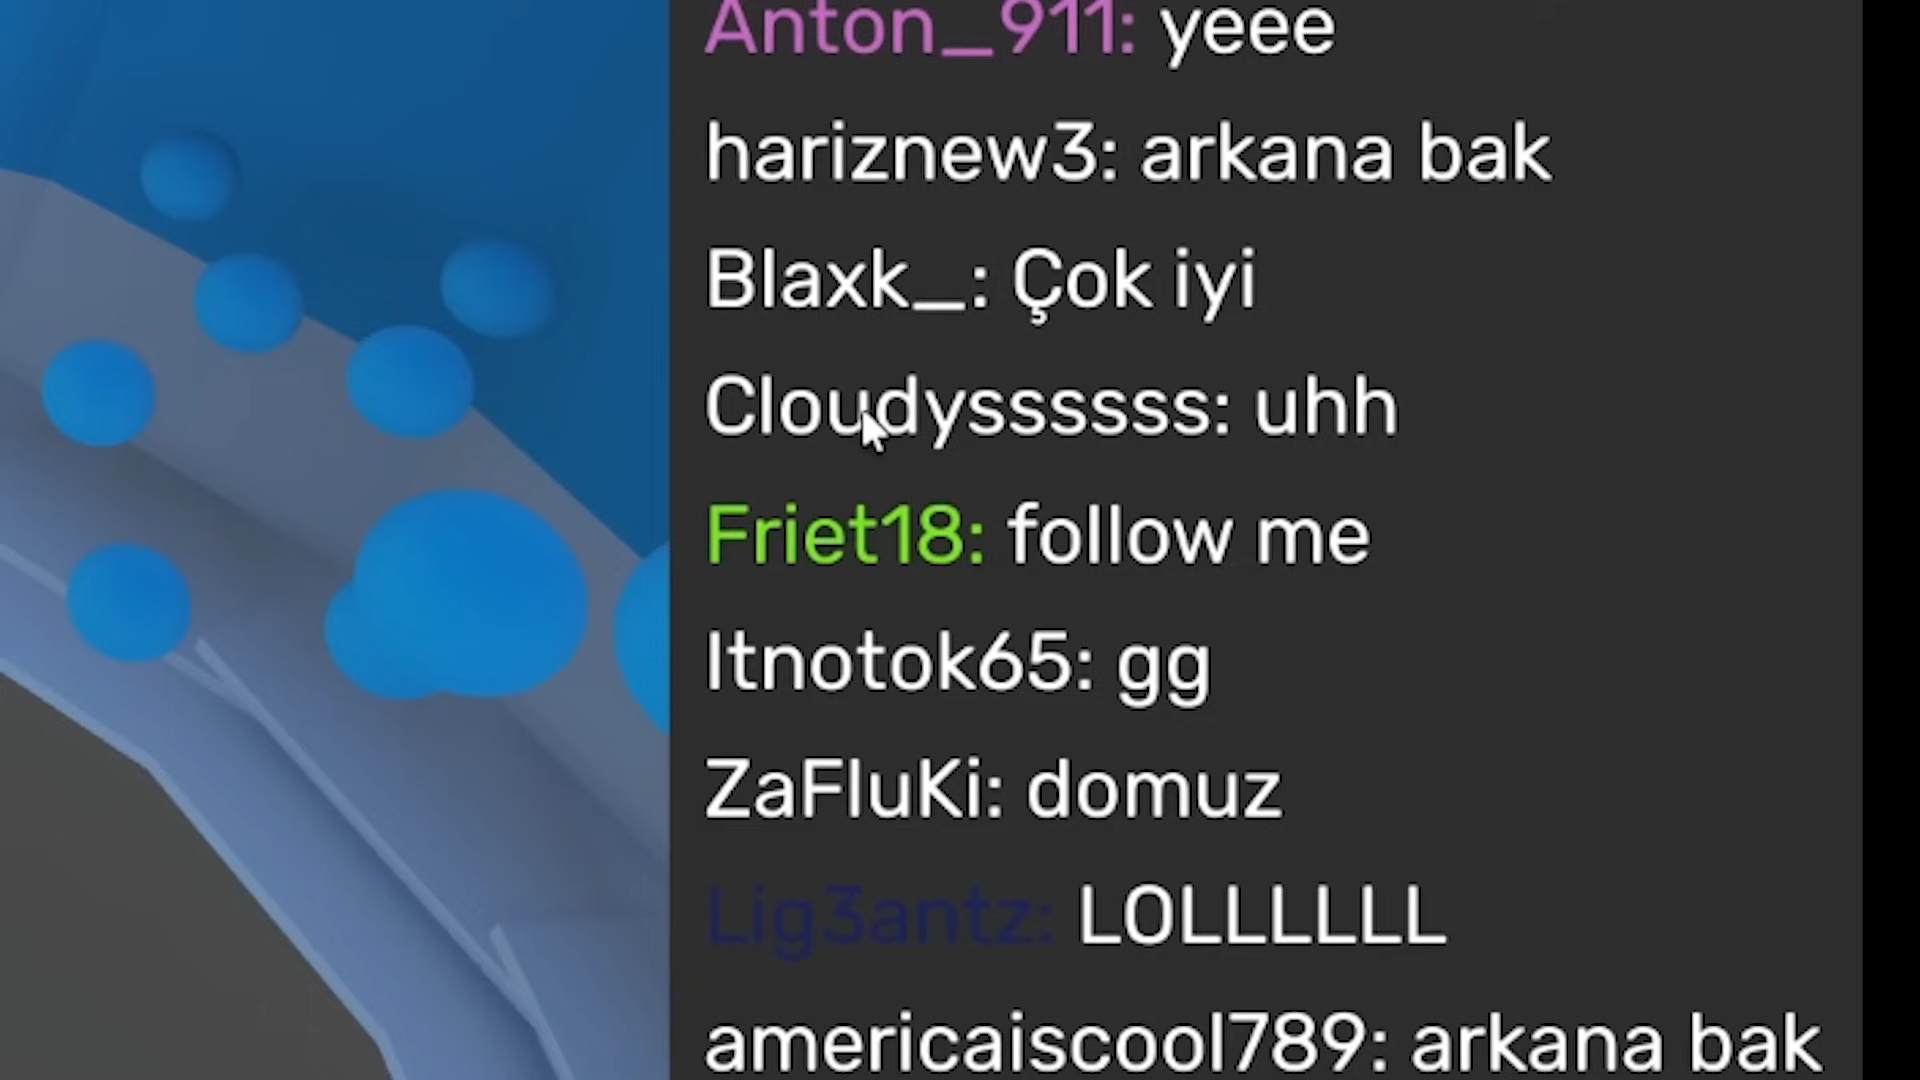 Anton_911: yeee
hariznew3: arkana bak
Blaxk_: Çok iyi
Cloudyssssss: uhh
Friet18: follow me
Itnotok65: gg
ZaFluKi: domuz
Lig3antz: LOLLLLLL
americaiscool789: arkana bak